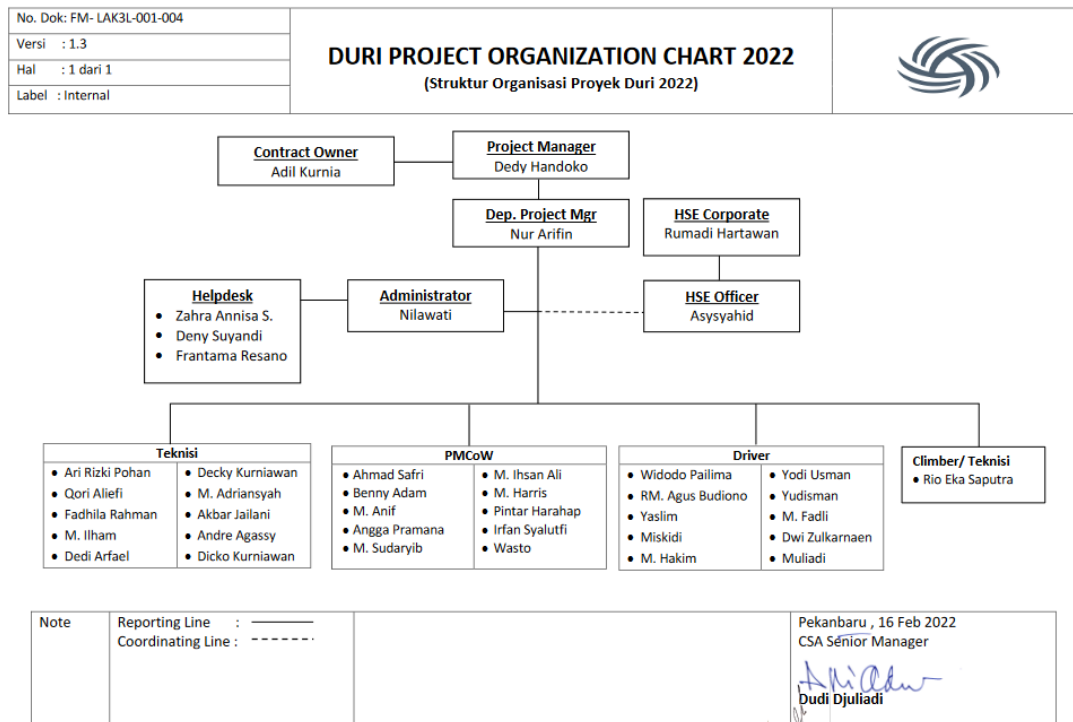 No. Dok: FM- LAK3L-001-004
Versi : 1.3
Hal : 1 dari 1
Label : Internal
DURI PROJECT ORGANIZATION CHART 2022
(Struktur Organisasi Proyek Duri 2022)
Contract Owner
Adil Kurnia
Project Manager
Dedy Handoko
Dep. Project Mgr
Nur Arifin
HSE Corporate
Rumadi Hartawan
Helpdesk
• Zahra Annisa S.
• Deny Suyandi
• Frantama Resano
Administrator
Nilawati
HSE Officer
Asysyahid
Teknisi
• Ari Rizki Pohan
• Qori Aliefi
• Fadhila Rahman
• M. Ilham
• Dedi Arfael
• Decky Kurniawan
• M. Adriansyah
• Akbar Jailani
• Andre Agassy
• Dicko Kurniawan
PMCoW
• Ahmad Safri
• Benny Adam
• M. Anif
• Angga Pramana
• M. Sudaryib
• M. Ihsan Ali
• M. Harris
• Pintar Harahap
• Irfan Syalutfi
• Wasto
Driver
• Widodo Pailima
• RM. Agus Budiono
• Yaslim
• Miskidi
• M. Hakim
• Yodi Usman
• Yudisman
• M. Fadli
• Dwi Zulkarnaen
• Muliadi
Climber/ Teknisi
• Rio Eka Saputra
Note
Reporting Line :
Coordinating Line :
Pekanbaru , 16 Feb 2022
CSA Senior Manager
Dudi Djuliadi